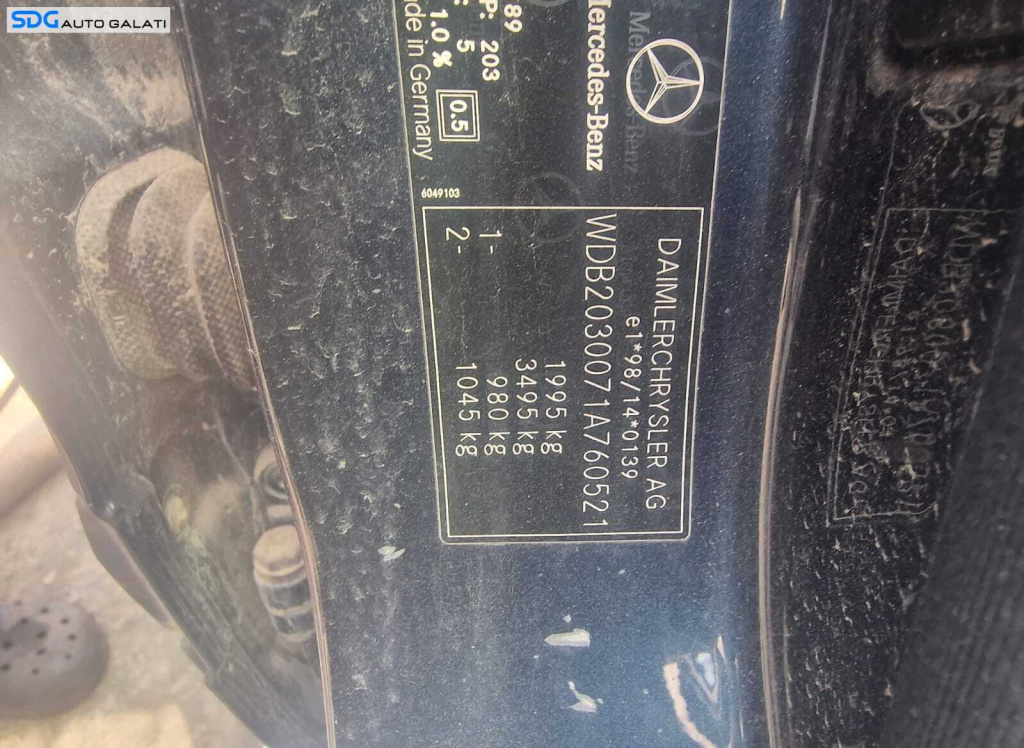 SDG AUTO GALATI
Mercedes-Benz
89
P: 203
: 5
: 1.0 %
0.5
de in Germany
6049103
DAIMLERCHRYSLER AG
e1*98/14*0139
WDB2030071A760521
1995 kg
3495 kg
1- 980 kg
2- 1045 kg